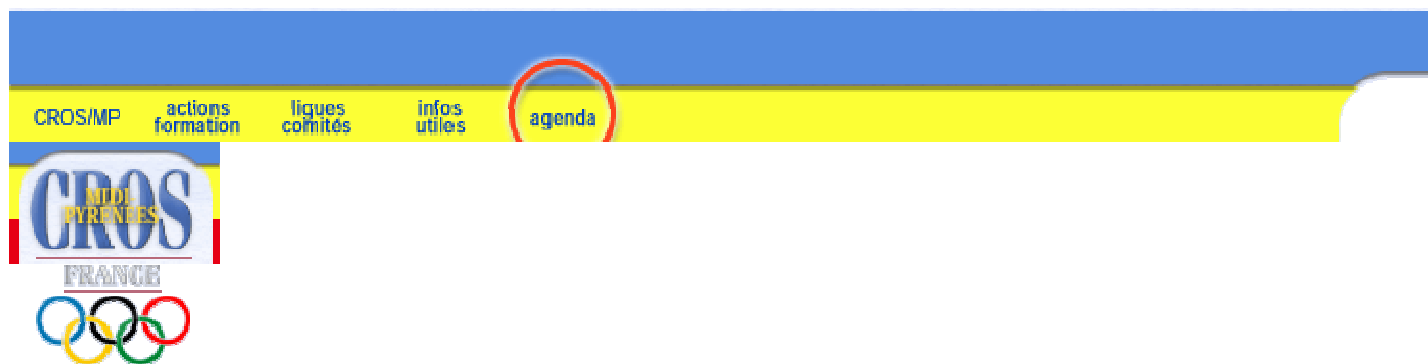 CROS/MP
actions
formation
ligues
comités
infos
utiles
agenda
CROS
MIDI-
PYRENEES
FRANCE